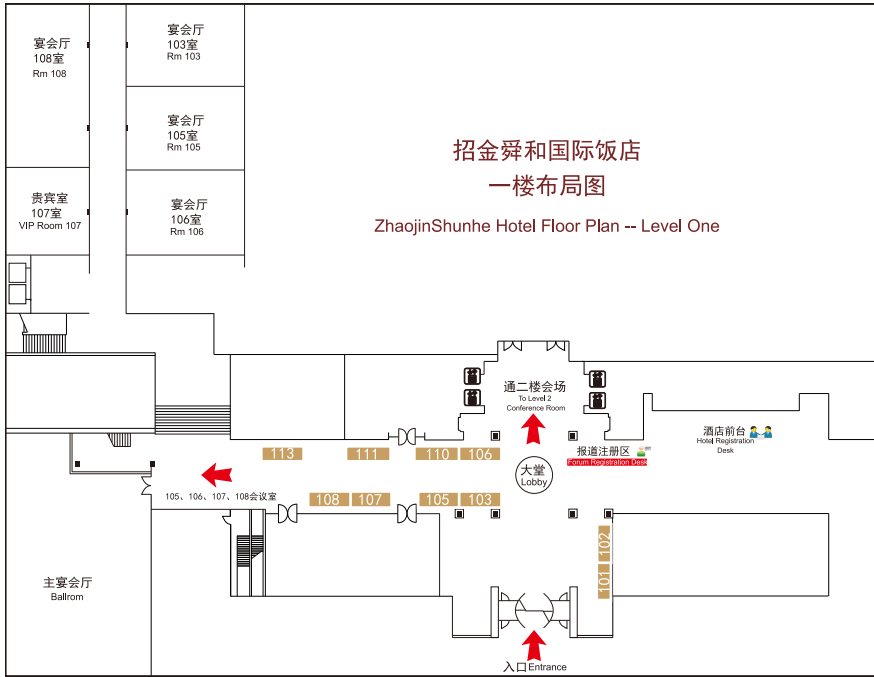 宴会厅
108室
Rm 108
宴会厅
103室
Rm 103
宴会厅
105室
Rm 105
贵宾室
107室
VIP Room 107
宴会厅
106室
Rm 106
招金舜和国际饭店
一楼布局图
ZhaojinShunhe Hotel Floor Plan -- Level One
通二楼会场
To Level 2
Conference Room
酒店前台
Hotel Registration
Desk
报道注册区
Forum Registration Desk
113
111
110
106
大堂
Lobby
105、106、107、108会议室
108
107
105
103
102
101
主宴会厅
Ballrom
入口Entrance